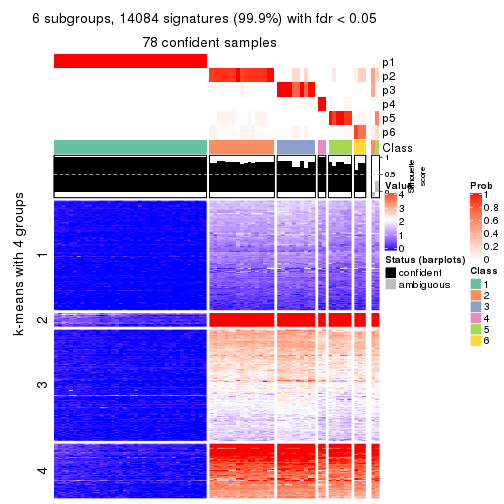 6 subgroups, 14084 signatures (99.9%) with fdr < 0.05
78 confident samples
p1
p2
p3
p4
p5
p6
Class
1
0.5
0
Silhouette
score
k-means with 4 groups
1
2
3
4
Value
4
3
2
1
0
Status (barplots)
confident
ambiguous
Prob
1
0.8
0.6
0.4
0.2
0
Class
1
2
3
4
5
6